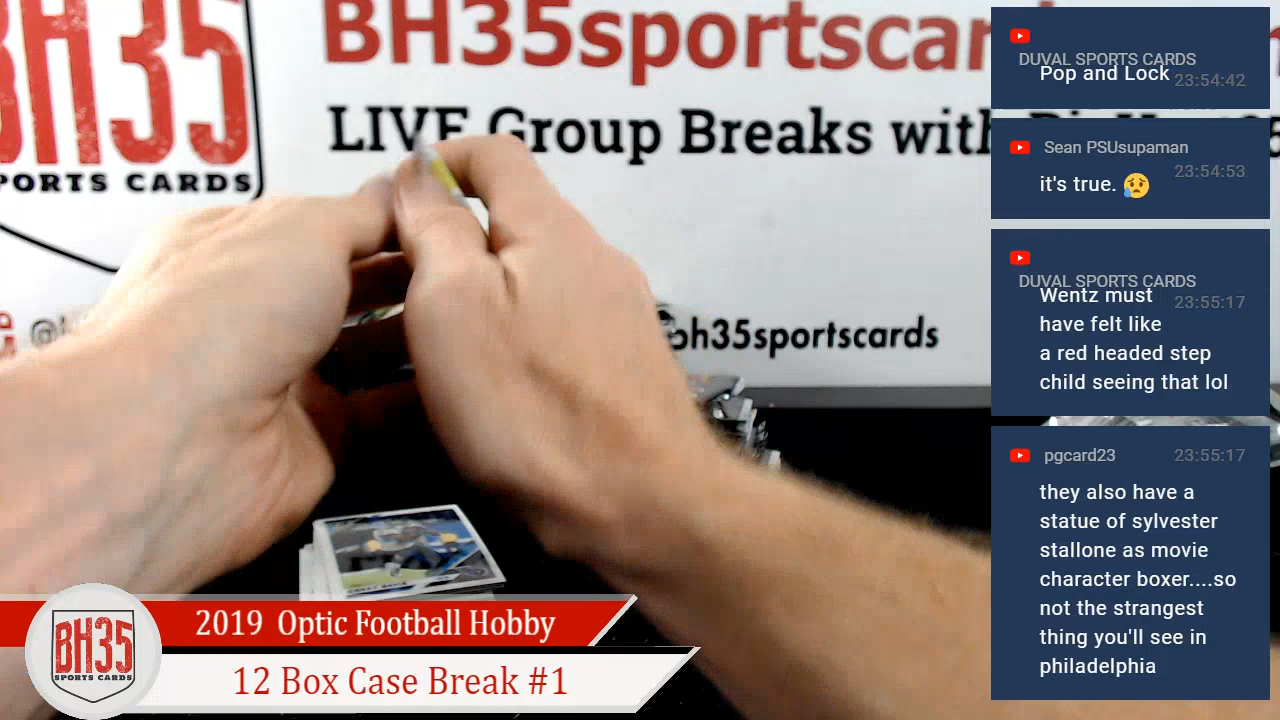 BH35
PORTS CARDS
BH35sportscar
LIVE Group Breaks with
bh35sportscards
DUVAL SPORTS CARDS
Pop and Lock
23:54:42
Sean PSUsupaman
23:54:53
it's true. 😥
DUVAL SPORTS CARDS
Wentz must
23:55:17
have felt like
a red headed step
child seeing that lol
pgcard23 23:55:17
they also have a
statue of sylvester
stallone as movie
character boxer....so
not the strangest
thing you'll see in
philadelphia
2019 Optic Football Hobby
12 Box Case Break #1
BH35
SPORTS CARDS